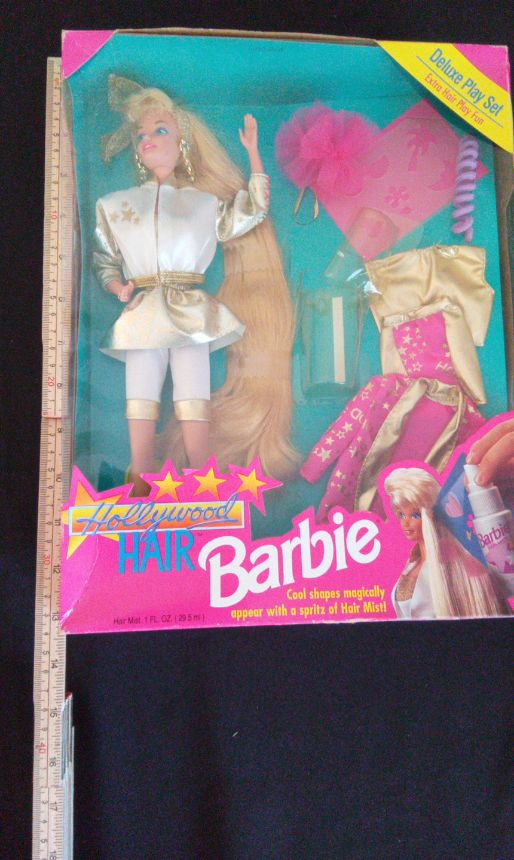 Deluxe Play Set
Extra Hair Play Fun
Hollywood
HAIR™
Barbie
Barbie
Cool shapes magically
appear with a spritz of Hair Mist!
Hair Mist 1 FL. OZ. (29.5 ml)